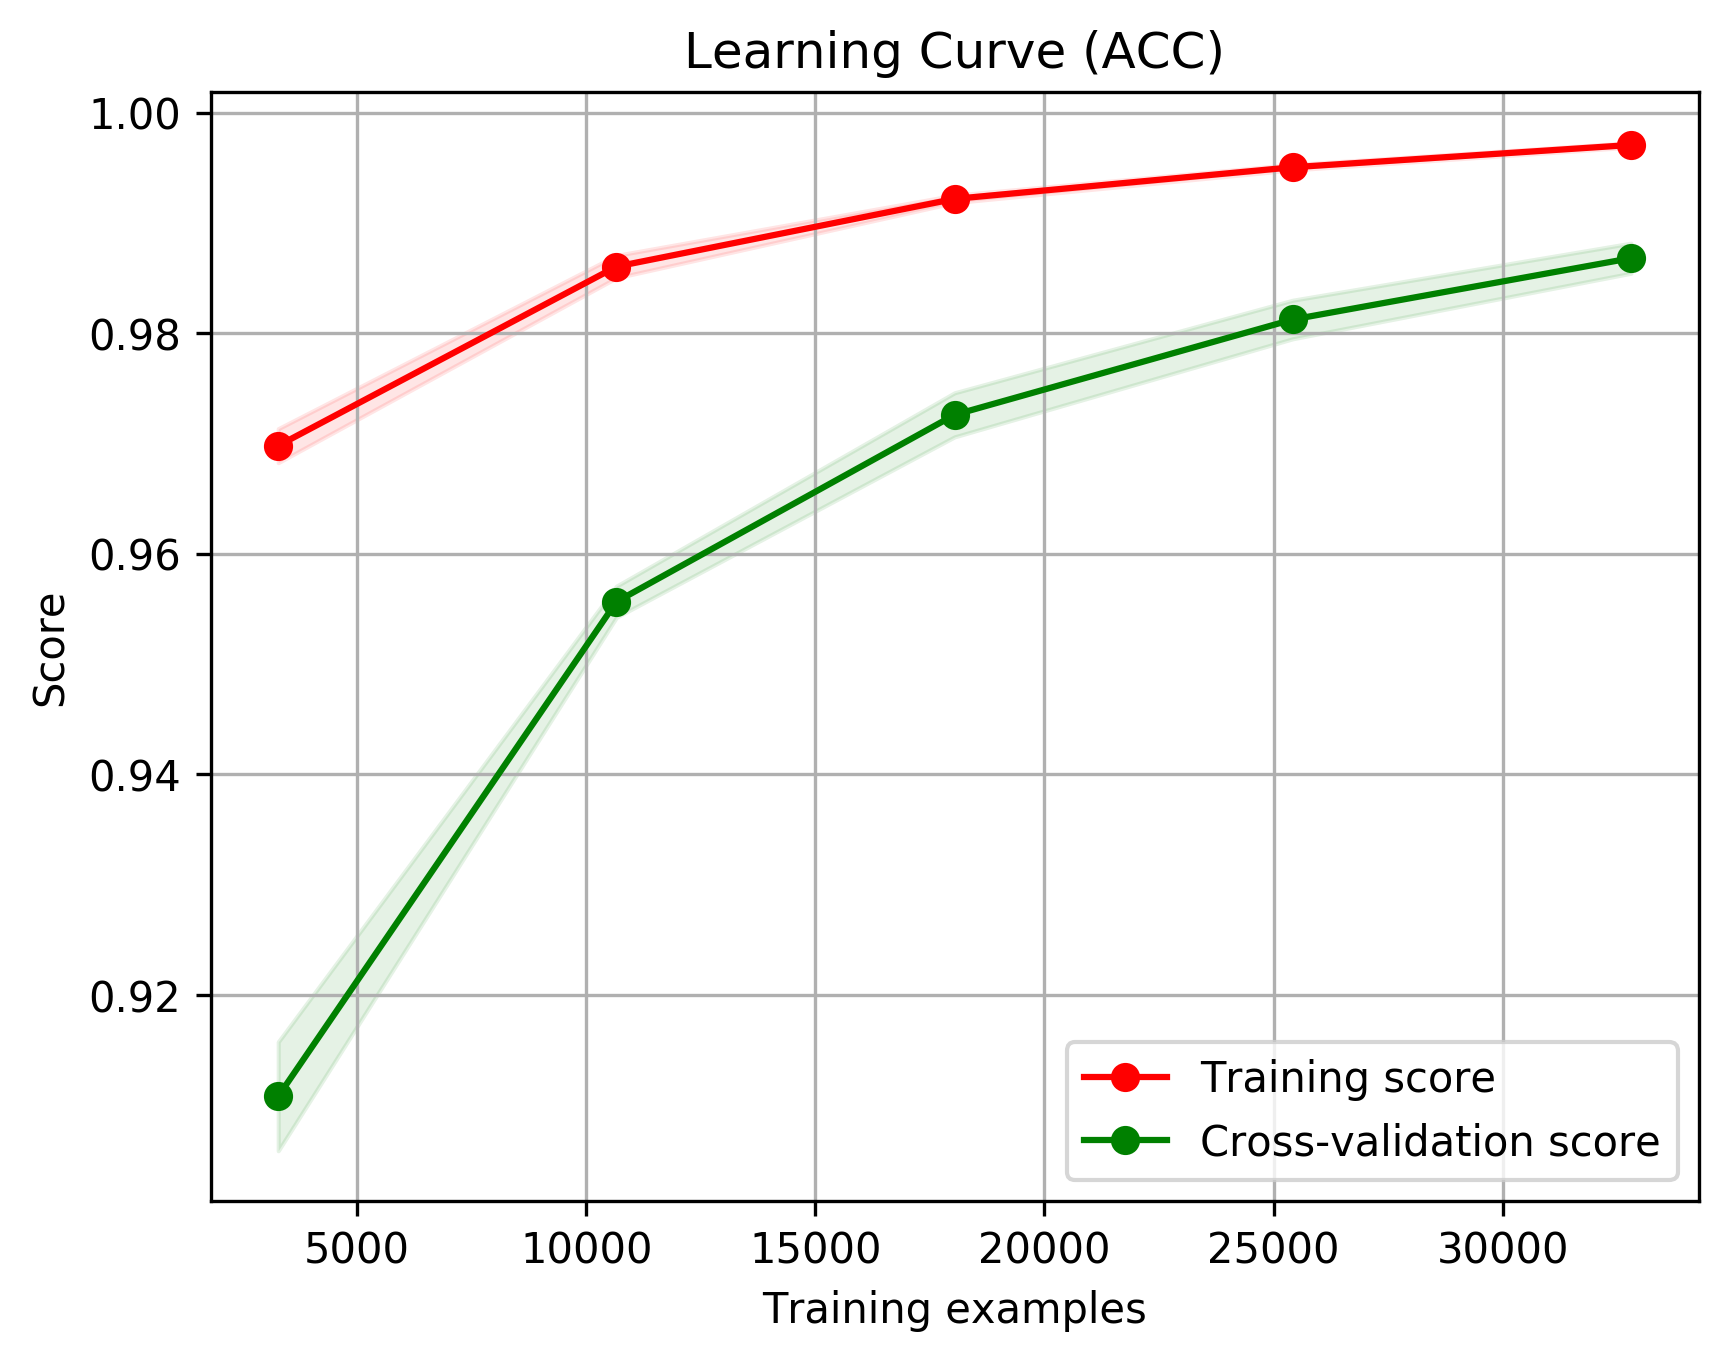 Learning Curve (ACC)
1.00
0.98
0.96
0.94
0.92
Score
Training score
Cross-validation score
5000 10000 15000 20000 25000 30000
Training examples